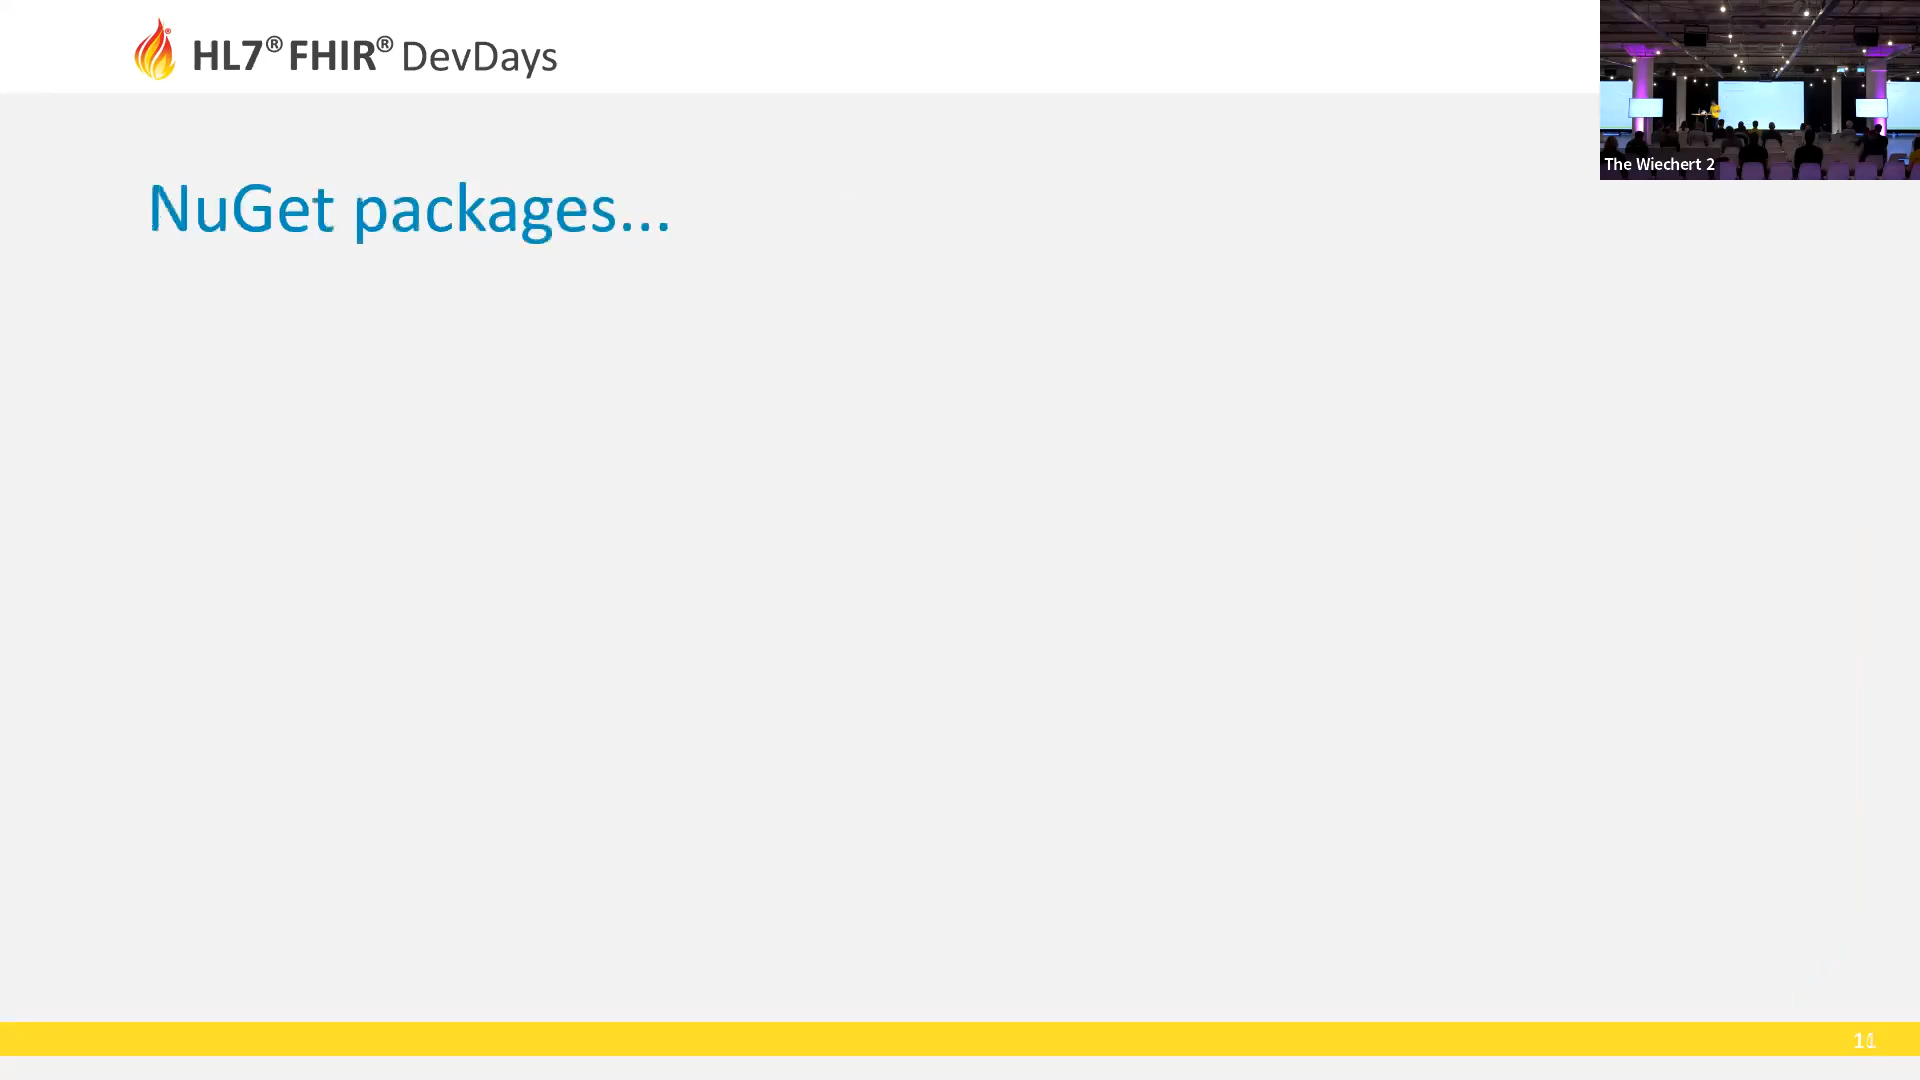 HL7® FHIR® DevDays
The Wiechert 2
NuGet packages...
11